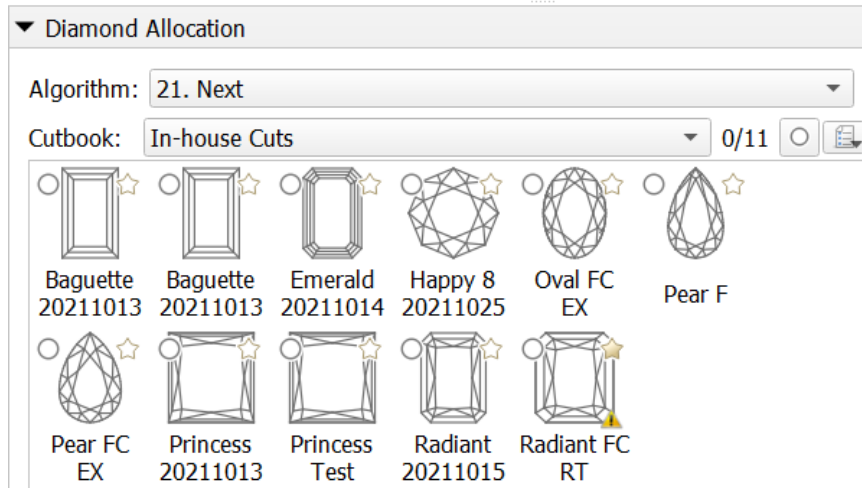 Diamond Allocation
Algorithm: 21. Next
Cutbook: In-house Cuts 0/11
Baguette 20211013
Baguette 20211013
Emerald 20211014
Happy 8 20211025
Oval FC EX
Pear F
Pear FC EX
Princess 20211013
Princess Test
Radiant 20211015
Radiant FC RT